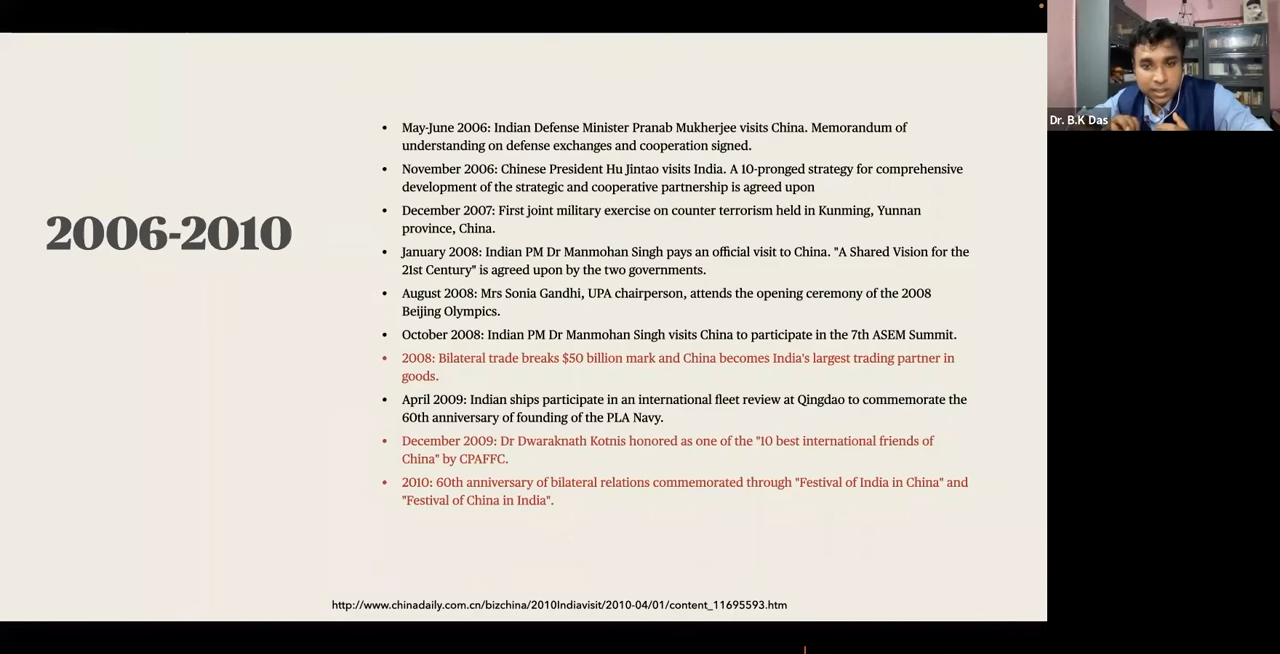 2006-2010
• May-June 2006: Indian Defense Minister Pranab Mukherjee visits China. Memorandum of
understanding on defense exchanges and cooperation signed.
• November 2006: Chinese President Hu Jintao visits India. A 10-pronged strategy for comprehensive
development of the strategic and cooperative partnership is agreed upon
• December 2007: First joint military exercise on counter terrorism held in Kunming, Yunnan
province, China.
• January 2008: Indian PM Dr Manmohan Singh pays an official visit to China. "A Shared Vision for the
21st Century" is agreed upon by the two governments.
• August 2008: Mrs Sonia Gandhi, UPA chairperson, attends the opening ceremony of the 2008
Beijing Olympics.
• October 2008: Indian PM Dr Manmohan Singh visits China to participate in the 7th ASEM Summit.
• 2008: Bilateral trade breaks $50 billion mark and China becomes India's largest trading partner in
goods.
• April 2009: Indian ships participate in an international fleet review at Qingdao to commemorate the
60th anniversary of founding of the PLA Navy.
• December 2009: Dr Dwaraknath Kotnis honored as one of the "10 best international friends of
China" by CPAFFC.
• 2010: 60th anniversary of bilateral relations commemorated through "Festival of India in China" and
"Festival of China in India".
http://www.chinadaily.com.cn/bizchina/2010Indiavisit/2010-04/01/content_11695593.htm
Dr. B.K Das